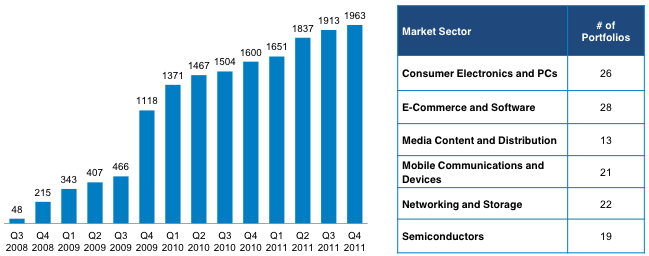 48
215
343
407
466
1118
1371
1467
1504
1600
1651
1837
1913
1963
Q3 Q4 Q1 Q2 Q3 Q4 Q1 Q2 Q3 Q4 Q1 Q2 Q3 Q4
2008 2008 2009 2009 2009 2009 2010 2010 2010 2010 2011 2011 2011 2011
Market Sector
# of
Portfolios
Consumer Electronics and PCs 26
E-Commerce and Software 28
Media Content and Distribution 13
Mobile Communications and
Devices
21
Networking and Storage 22
Semiconductors 19